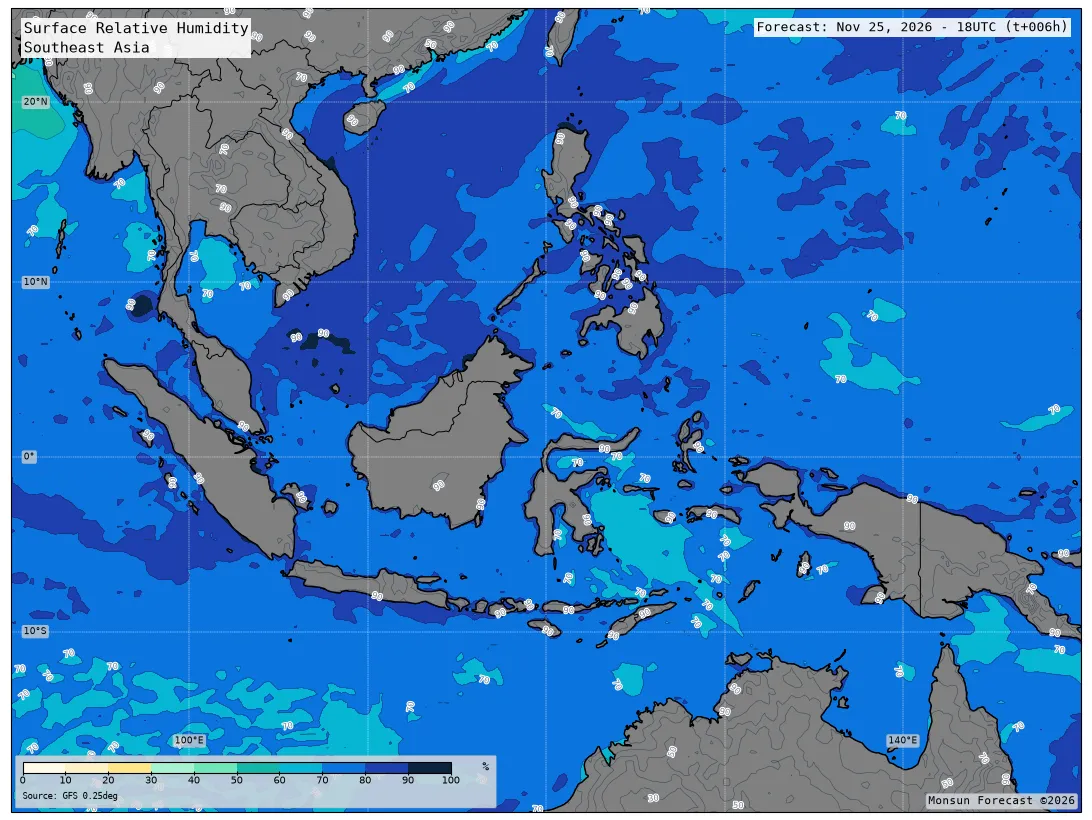 Surface Relative Humidity
Southeast Asia
Forecast: Nov 25, 2026 - 18UTC (t+006h)
20°N
10°N
0°
10°S
100°E
140°E
%
0 10 20 30 40 50 60 70 80 90 100
Source: GFS 0.25deg
Monsun Forecast ©2026